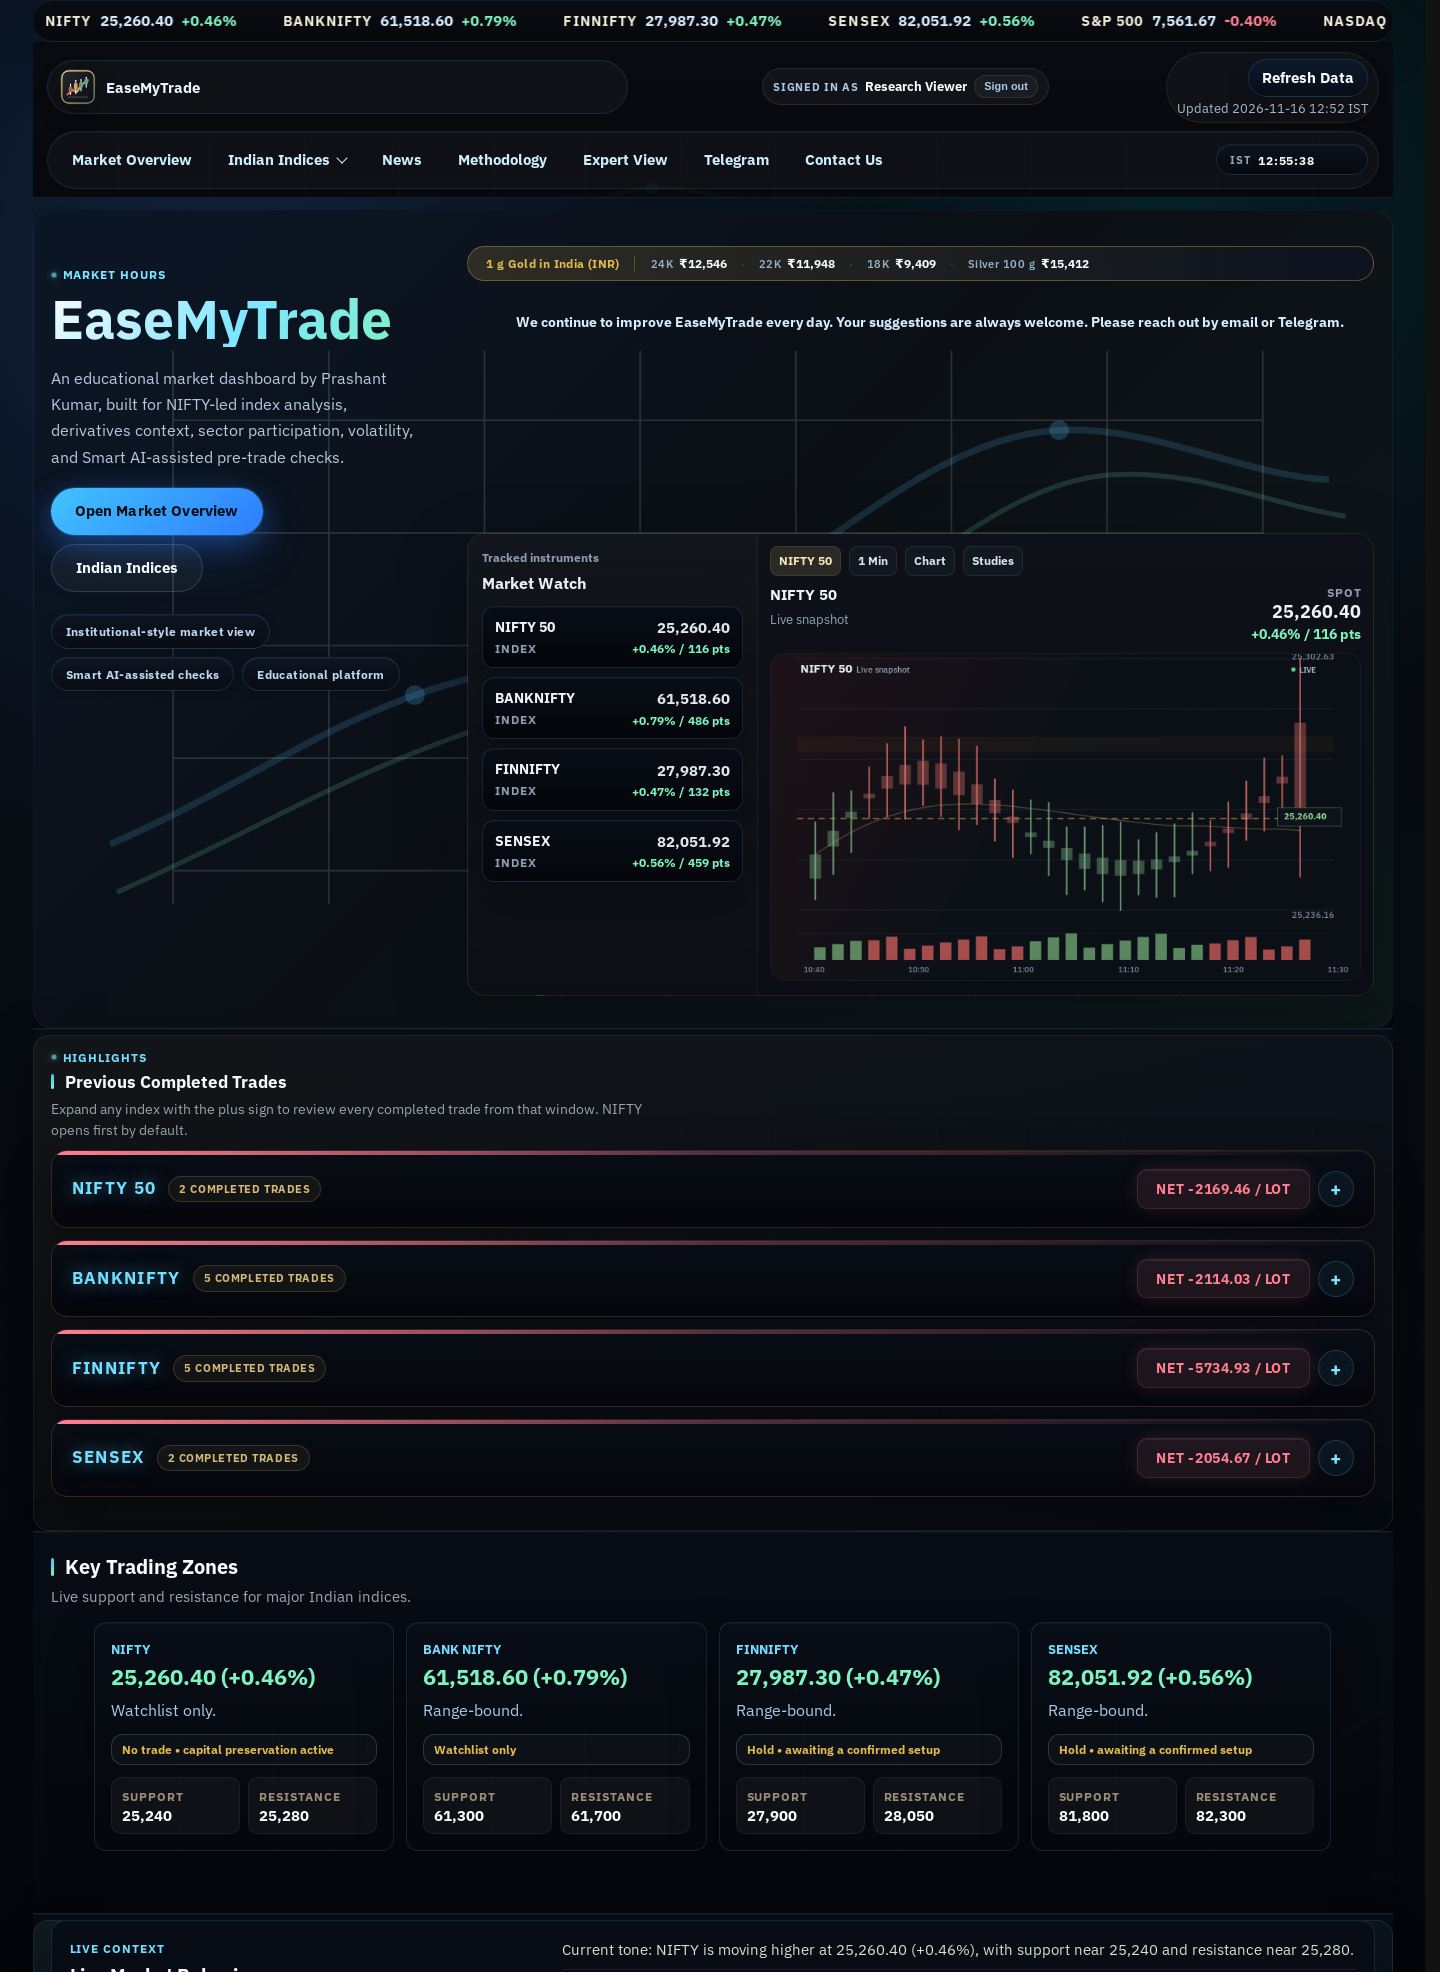 NIFTY 25,260.40 +0.46% BANKNIFTY 61,518.60 +0.79% FINNIFTY 27,987.30 +0.47% SENSEX 82,051.92 +0.56% S&P 500 7,561.67 -0.40% NASDAQ
EaseMyTrade
SIGNED IN AS Research Viewer Sign out
Refresh Data
Updated 2026-11-16 12:52 IST
Market Overview Indian Indices News Methodology Expert View Telegram Contact Us
IST 12:55:38
MARKET HOURS
EaseMyTrade
An educational market dashboard by Prashant
Kumar, built for NIFTY-led index analysis,
derivatives context, sector participation, volatility,
and Smart AI-assisted pre-trade checks.
Open Market Overview
Indian Indices
Institutional-style market view
Smart AI-assisted checks Educational platform
1 g Gold in India (INR) 24K ₹12,546 · 22K ₹11,948 · 18K ₹9,409 · Silver 100 g ₹15,412
We continue to improve EaseMyTrade every day. Your suggestions are always welcome. Please reach out by email or Telegram.
Tracked instruments
Market Watch
NIFTY 50 25,260.40
INDEX +0.46% / 116 pts
BANKNIFTY 61,518.60
INDEX +0.79% / 486 pts
FINNIFTY 27,987.30
INDEX +0.47% / 132 pts
SENSEX 82,051.92
INDEX +0.56% / 459 pts
NIFTY 50 1 Min Chart Studies
NIFTY 50
Live snapshot
SPOT
25,260.40
+0.46% / 116 pts
25,302.63
NIFTY 50 Live snapshot
LIVE
25,260.40
25,236.16
10:40 10:50 11:00 11:10 11:20 11:30
HIGHLIGHTS
Previous Completed Trades
Expand any index with the plus sign to review every completed trade from that window. NIFTY
opens first by default.
NIFTY 50 2 COMPLETED TRADES NET -2169.46 / LOT +
BANKNIFTY 5 COMPLETED TRADES NET -2114.03 / LOT +
FINNIFTY 5 COMPLETED TRADES NET -5734.93 / LOT +
SENSEX 2 COMPLETED TRADES NET -2054.67 / LOT +
Key Trading Zones
Live support and resistance for major Indian indices.
NIFTY
25,260.40 (+0.46%)
Watchlist only.
No trade • capital preservation active
SUPPORT RESISTANCE
25,240 25,280
BANK NIFTY
61,518.60 (+0.79%)
Range-bound.
Watchlist only
SUPPORT RESISTANCE
61,300 61,700
FINNIFTY
27,987.30 (+0.47%)
Range-bound.
Hold • awaiting a confirmed setup
SUPPORT RESISTANCE
27,900 28,050
SENSEX
82,051.92 (+0.56%)
Range-bound.
Hold • awaiting a confirmed setup
SUPPORT RESISTANCE
81,800 82,300
LIVE CONTEXT
Current tone: NIFTY is moving higher at 25,260.40 (+0.46%), with support near 25,240 and resistance near 25,280.